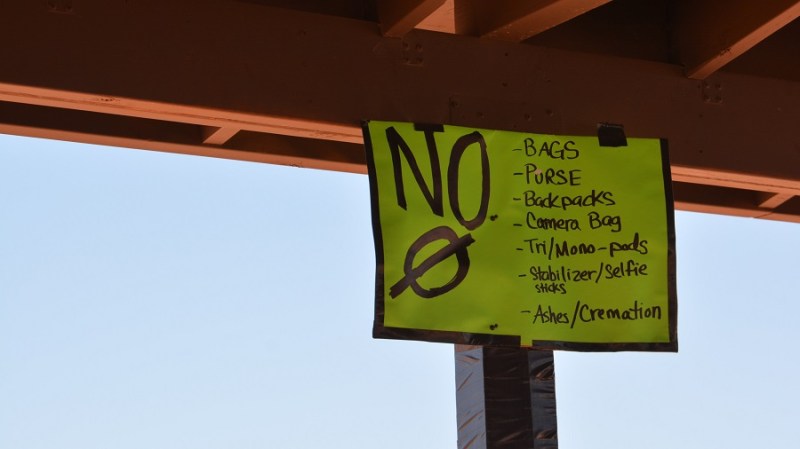 NO
- BAGS
- PURSE
- Backpacks
- Camera Bag
- Tri/Mono-pods
- Stabilizer/Selfie
sticks
- Ashes/Cremation